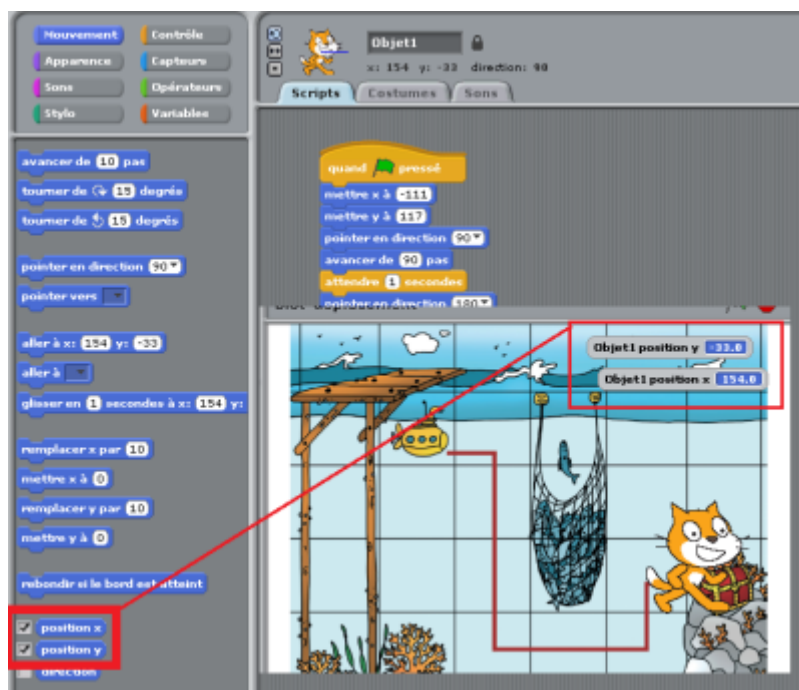 Mouvement Contrôle
Apparence Capteurs
Sons Opérateurs
Stylo Variables
avancer de 10 pas
tourner de 15 degrés
tourner de 15 degrés
pointer en direction 90
pointer vers
aller à x: 154 y: -33
aller à
glisser en 1 secondes à x: 154 y:
remplacer x par 10
mettre x à 0
remplacer y par 10
mettre y à 0
rebondir si le bord est atteint
position x
position y
direction
Objet1
x: 154 y: -33 direction: 90
Scripts Costumes Sons
quand pressé
mettre x à -111
mettre y à 117
pointer en direction 90
avancer de 90 pas
attendre 1 secondes
pointer en direction 180
Objet1 position y -33.0
Objet1 position x 154.0